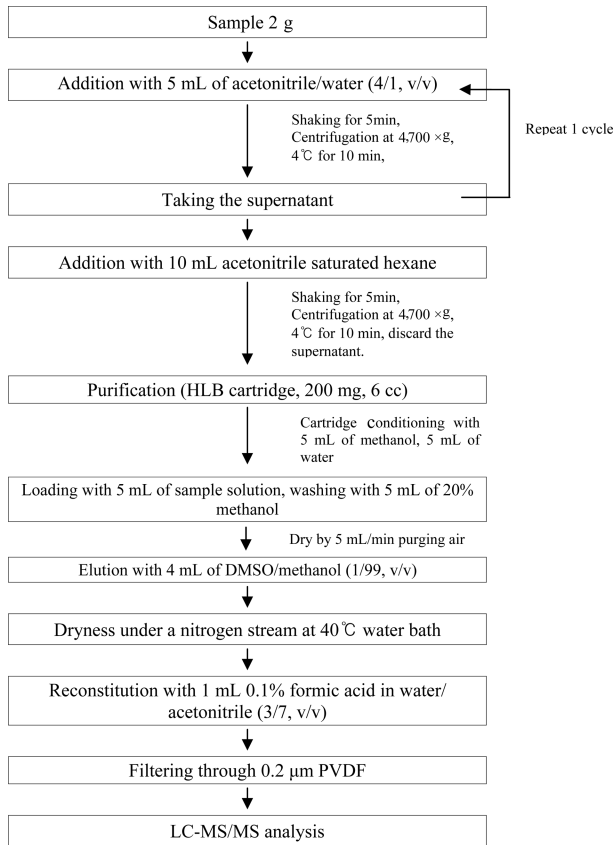 Sample 2 g
Addition with 5 mL of acetonitrile/water (4/1, v/v)
Shaking for 5min,
Centrifugation at 4,700 ×g,
4℃ for 10 min,
Repeat 1 cycle
Taking the supernatant
Addition with 10 mL acetonitrile saturated hexane
Shaking for 5min,
Centrifugation at 4,700 ×g,
4℃ for 10 min, discard the
supernatant.
Purification (HLB cartridge, 200 mg, 6 cc)
Cartridge conditioning with
5 mL of methanol, 5 mL of
water
Loading with 5 mL of sample solution, washing with 5 mL of 20%
methanol
Dry by 5 mL/min purging air
Elution with 4 mL of DMSO/methanol (1/99, v/v)
Dryness under a nitrogen stream at 40℃ water bath
Reconstitution with 1 mL 0.1% formic acid in water/
acetonitrile (3/7, v/v)
Filtering through 0.2 μm PVDF
LC-MS/MS analysis